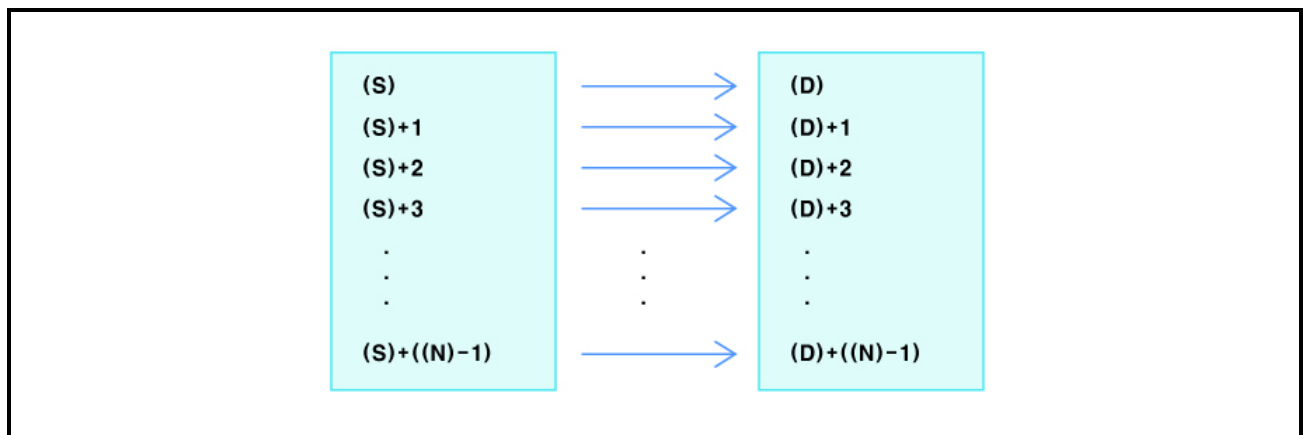 (S) (D)
(S)+1 (D)+1
(S)+2 (D)+2
(S)+3 (D)+3
. . .
. . .
. . .
(S)+((N)-1) (D)+((N)-1)